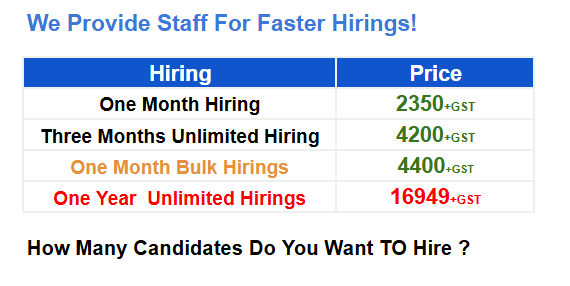 We Provide Staff For Faster Hirings!
Hiring Price
One Month Hiring 2350+GST
Three Months Unlimited Hiring 4200+GST
One Month Bulk Hirings 4400+GST
One Year  Unlimited Hirings 16949+GST
How Many Candidates Do You Want TO Hire ?